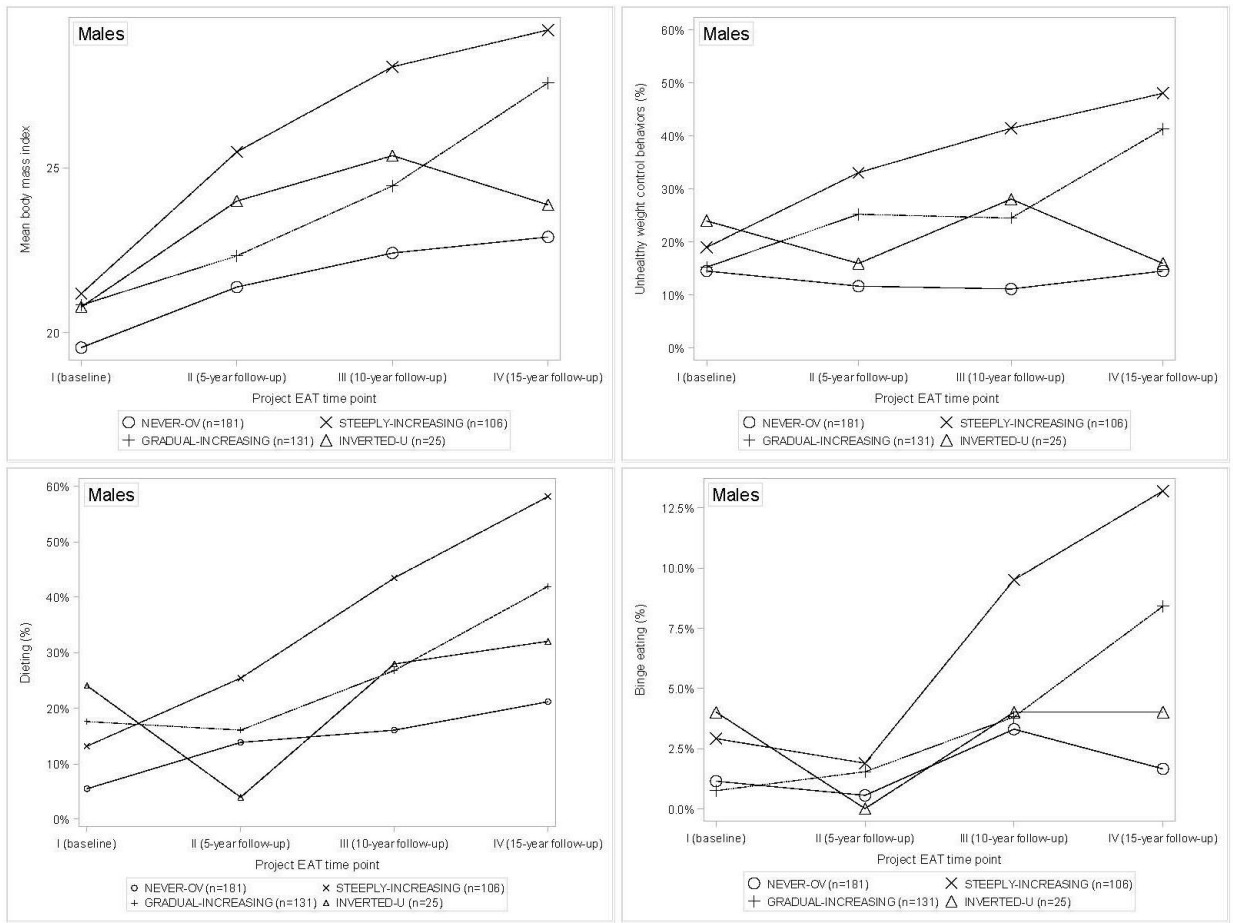 Males
Mean body mass index
25
20
I (baseline) II (5-year follow-up) III (10-year follow-up) IV (15-year follow-up)
Project EAT time point
NEVER-OV (n=181) STEEPLY-INCREASING (n=106)
GRADUAL-INCREASING (n=131) INVERTED-U (n=25)
Males
Unhealthy weight control behaviors (%)
60%
50%
40%
30%
20%
10%
0%
I (baseline) II (5-year follow-up) III (10-year follow-up) IV (15-year follow-up)
Project EAT time point
NEVER-OV (n=181) STEEPLY-INCREASING (n=106)
GRADUAL-INCREASING (n=131) INVERTED-U (n=25)
Males
Dieting (%)
60%
50%
40%
30%
20%
10%
0%
I (baseline) II (5-year follow-up) III (10-year follow-up) IV (15-year follow-up)
Project EAT time point
NEVER-OV (n=181) STEEPLY-INCREASING (n=106)
GRADUAL-INCREASING (n=131) INVERTED-U (n=25)
Males
Binge eating (%)
12.5%
10.0%
7.5%
5.0%
2.5%
0.0%
I (baseline) II (5-year follow-up) III (10-year follow-up) IV (15-year follow-up)
Project EAT time point
NEVER-OV (n=181) STEEPLY-INCREASING (n=106)
GRADUAL-INCREASING (n=131) INVERTED-U (n=25)